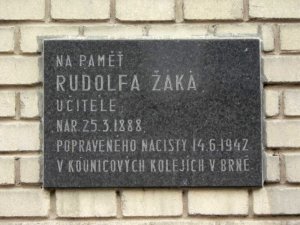 NA PAMĚŤ
RUDOLFA ŽÁKA,
UČITELE,
NAR. 25.3.1888,
POPRAVENÉHO NACISTY 14.6.1942
V KOUNICOVÝCH KOLEJÍCH V BRNĚ